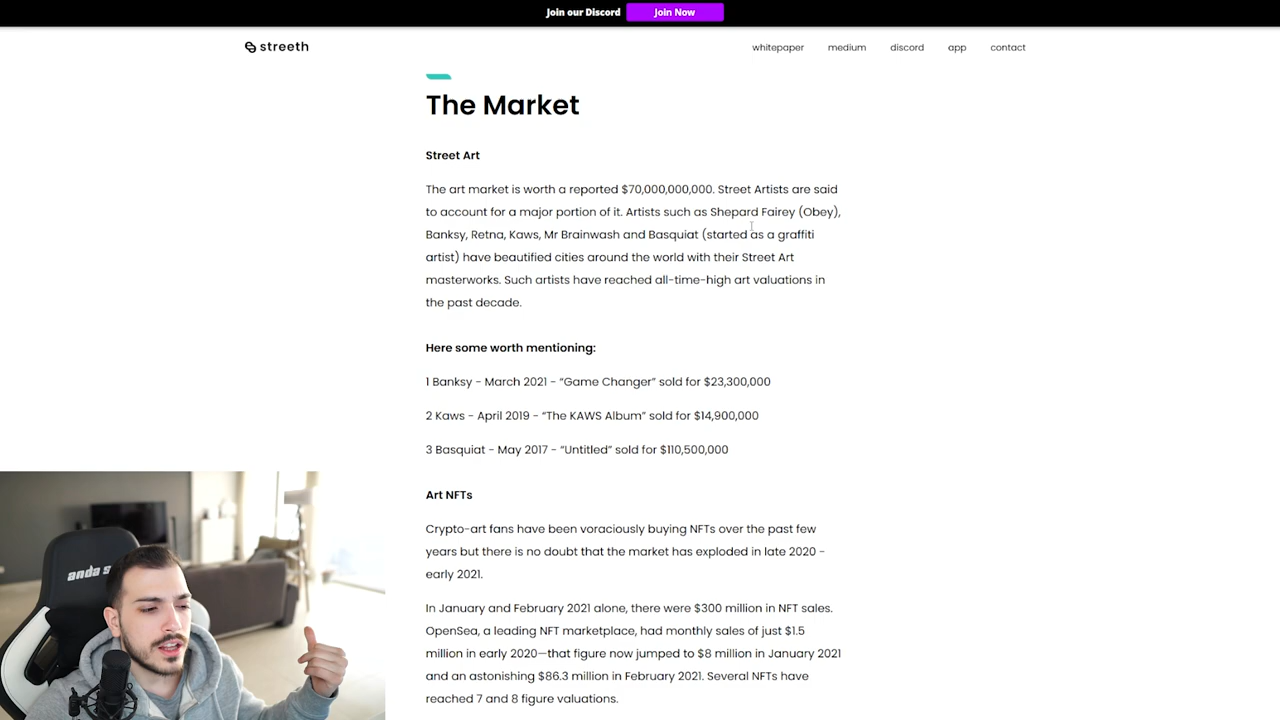 Join our Discord Join Now
streeth whitepaper medium discord app contact
The Market
Street Art
The art market is worth a reported $70,000,000,000. Street Artists are said
to account for a major portion of it. Artists such as Shepard Fairey (Obey),
Banksy, Retna, Kaws, Mr Brainwash and Basquiat (started as a graffiti
artist) have beautified cities around the world with their Street Art
masterworks. Such artists have reached all-time-high art valuations in
the past decade.
Here some worth mentioning:
1 Banksy - March 2021 - “Game Changer” sold for $23,300,000
2 Kaws - April 2019 - “The KAWS Album” sold for $14,900,000
3 Basquiat - May 2017 - “Untitled” sold for $110,500,000
Art NFTs
Crypto-art fans have been voraciously buying NFTs over the past few
years but there is no doubt that the market has exploded in late 2020 -
early 2021.
In January and February 2021 alone, there were $300 million in NFT sales.
OpenSea, a leading NFT marketplace, had monthly sales of just $1.5
million in early 2020—that figure now jumped to $8 million in January 2021
and an astonishing $86.3 million in February 2021. Several NFTs have
reached 7 and 8 figure valuations.
anda s